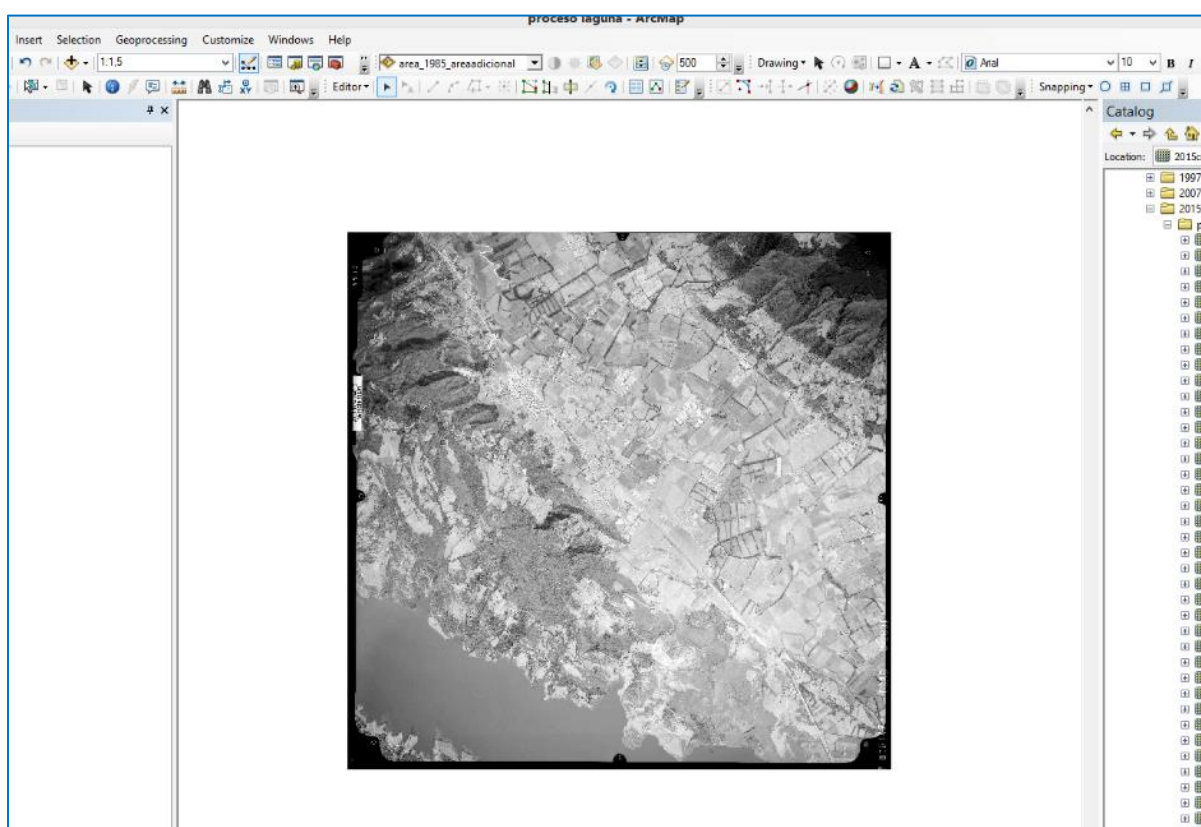 proceso laguna - ArcMap
Insert Selection Geoprocessing Customize Windows Help
1:1,5 area_1985_areaadicional 500 Drawing A Arial 10 B I
Editor Snapping
Catalog
Location: 2015c
1997
2007
2015
p